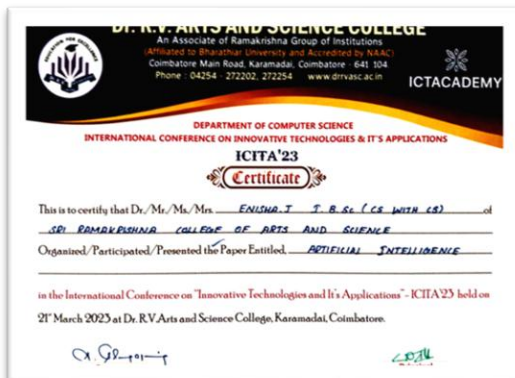 DR. R.V. ARTS AND SCIENCE COLLEGE
An Associate of Ramakrishna Group of Institutions
(Affiliated to Bharathiar University and Accredited by NAAC)
Coimbatore Main Road, Karamadai, Coimbatore - 641 104
Phone : 04254 - 272202, 272254 www.drrvasc.ac.in
EDUCATION FOR EXCELLENCE
ICTACADEMY
DEPARTMENT OF COMPUTER SCIENCE
INTERNATIONAL CONFERENCE ON INNOVATIVE TECHNOLOGIES & IT'S APPLICATIONS
ICITA'23
Certificate
This is to certify that Dr./Mr./Ms./Mrs. ENISHA.J I.B.Sc (CS WITH CS) of
SRI RAMAKRISHNA COLLEGE OF ARTS AND SCIENCE
Organized/Participated/Presented the Paper Entitled, ARTIFICIAL INTELLIGENCE
in the International Conference on "Innovative Technologies and It's Applications" - ICITA'23 held on
21st March 2023 at Dr. R.V.Arts and Science College, Karamadai, Coimbatore.